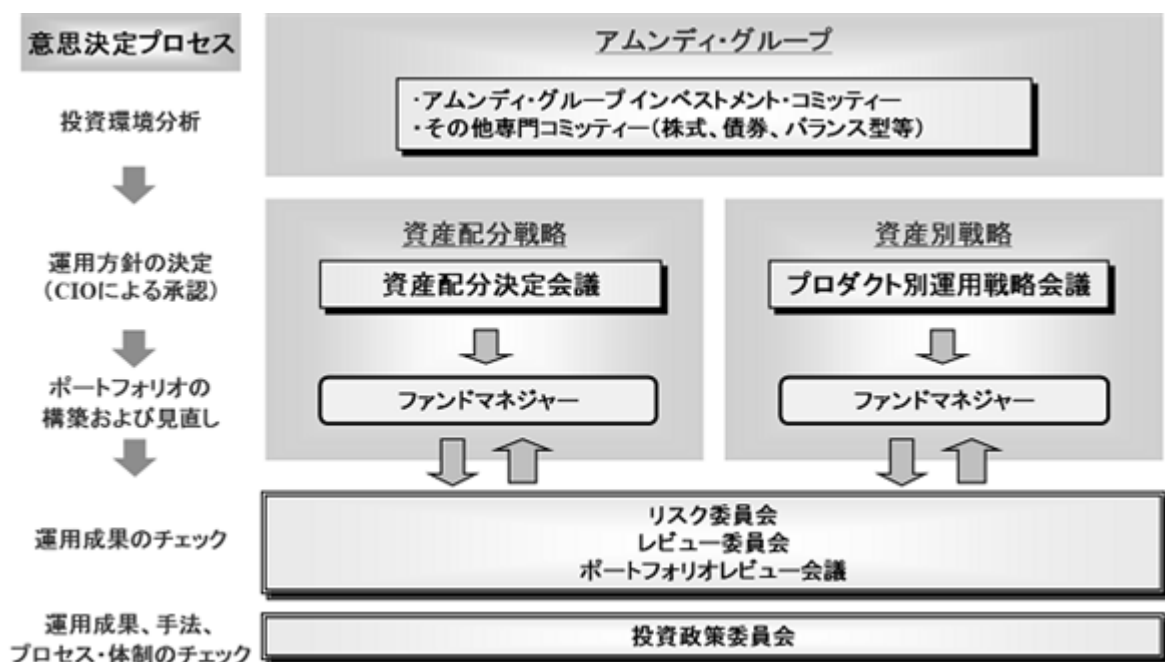 意思決定プロセス
アムンディ・グループ
投資環境分析
・アムンディ・グループ インベストメント・コミッティー
・その他専門コミッティー(株式、債券、バランス型等)
運用方針の決定
(CIOによる承認)
資産配分戦略
資産配分決定会議
資産別戦略
プロダクト別運用戦略会議
ポートフォリオの
構築および見直し
ファンドマネジャー
ファンドマネジャー
運用成果のチェック
リスク委員会
レビュー委員会
ポートフォリオレビュー会議
運用成果、手法、
プロセス・体制のチェック
投資政策委員会